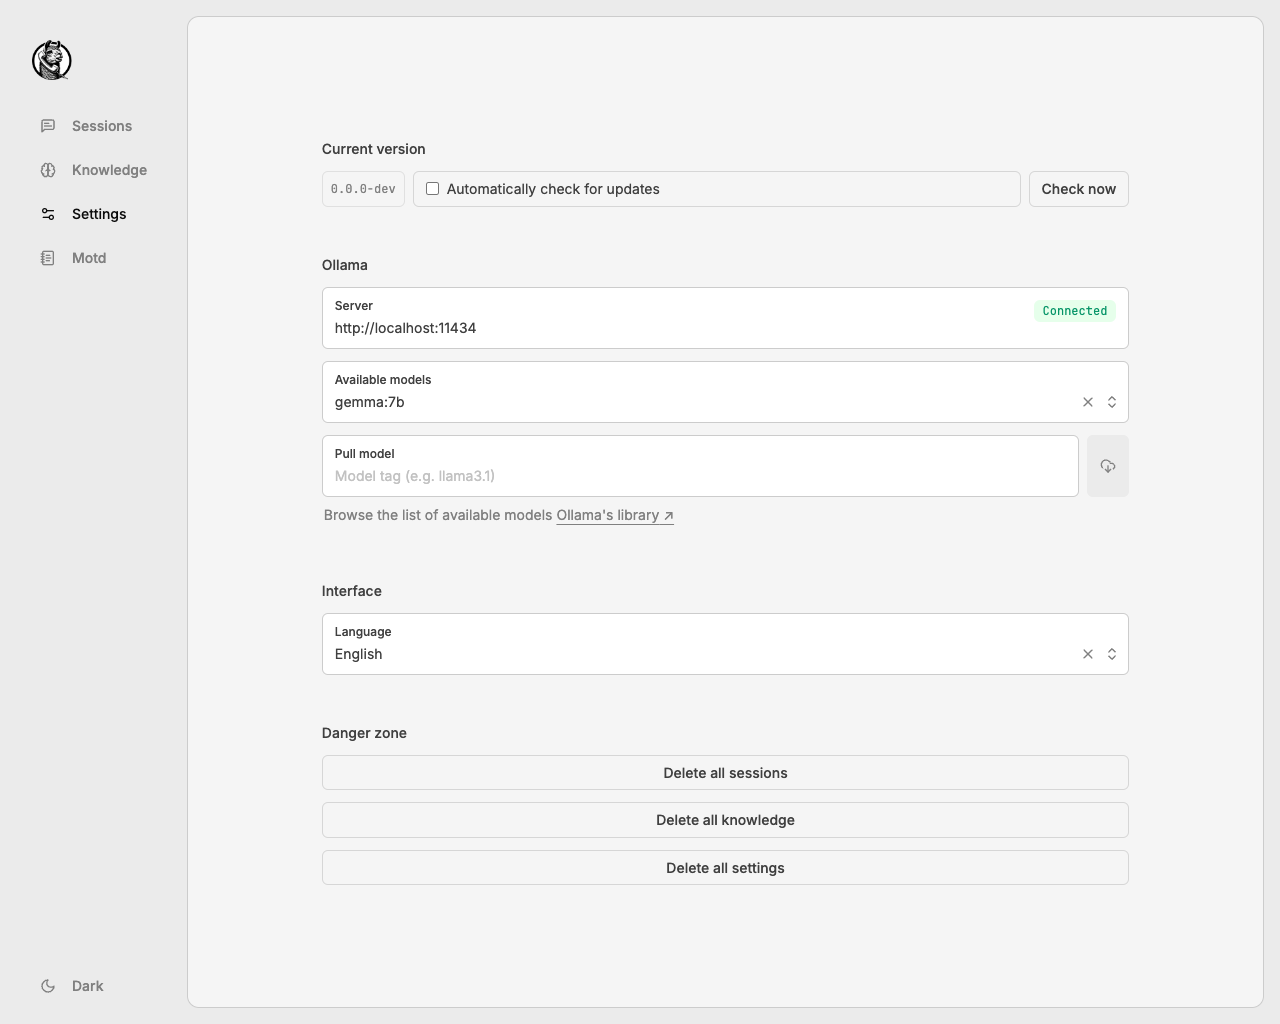 Sessions
Knowledge
Settings
Motd
Dark
Current version
0.0.0-dev
Automatically check for updates
Check now
Ollama
Server
http://localhost:11434
Connected
Available models
gemma:7b
Pull model
Model tag (e.g. llama3.1)
Browse the list of available models Ollama's library ↗
Interface
Language
English
Danger zone
Delete all sessions
Delete all knowledge
Delete all settings